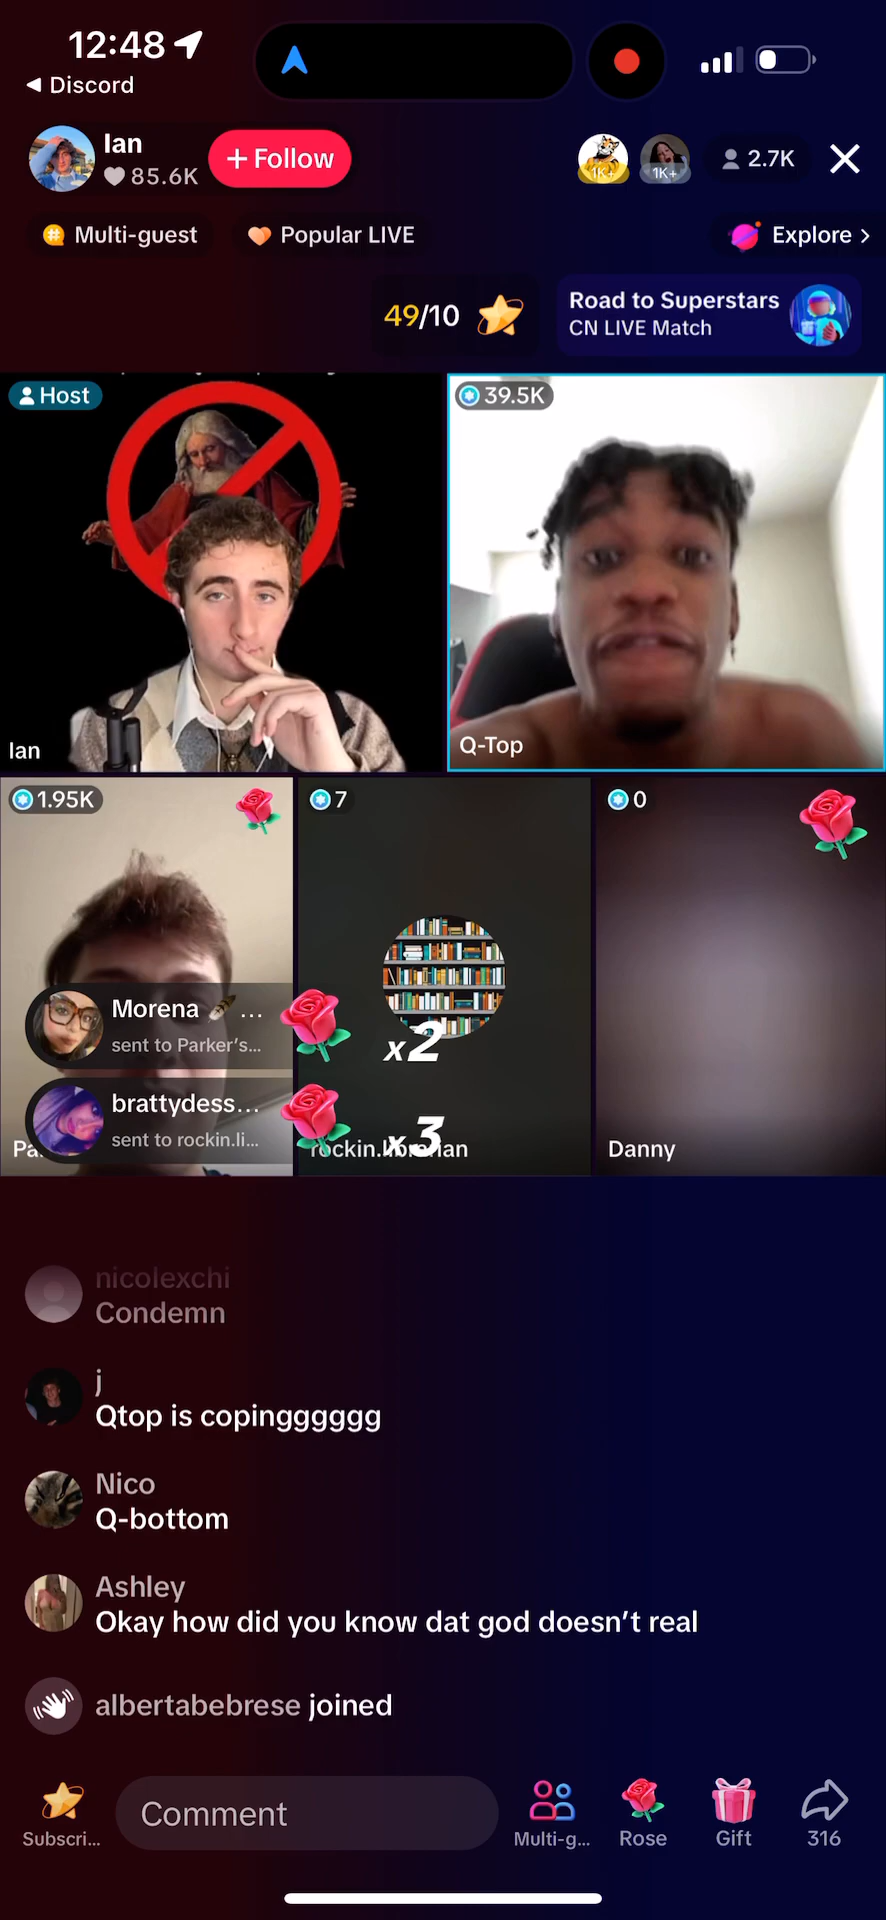 12:48
◀ Discord
Ian
85.6K
+ Follow
1K+
1K+
2.7K
Multi-guest
Popular LIVE
Explore >
49/10
Road to Superstars
CN LIVE Match
Host
39.5K
Ian
Q-Top
1.95K
7
0
Morena ...
sent to Parker's...
x2
brattydess...
sent to rockin.li...
x3
Pa
rockin.librarian
Danny
nicolexchi
Condemn
j
Qtop is copingggggg
Nico
Q-bottom
Ashley
Okay how did you know dat god doesn't real
albertabebrese joined
Subscri...
Comment
Multi-g...
Rose
Gift
316